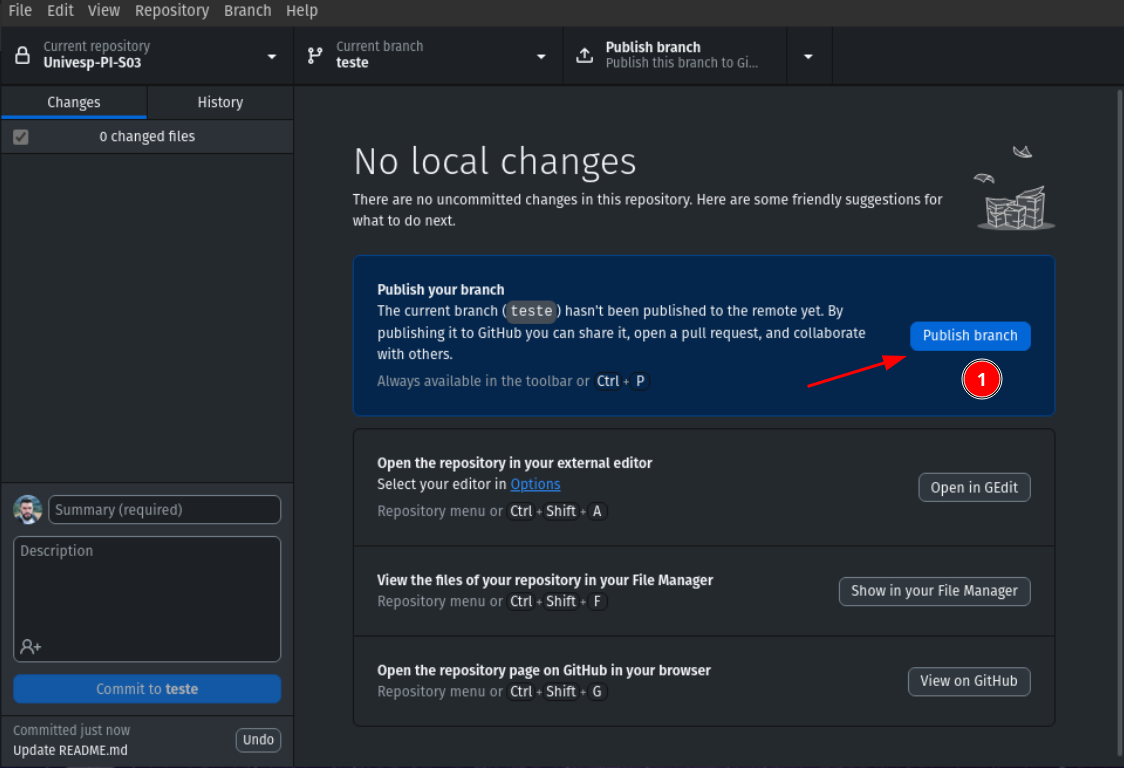 File Edit View Repository Branch Help
Current repository
Univesp-PI-S03
Current branch
teste
Publish branch
Publish this branch to Gi...
Changes
History
0 changed files
No local changes
There are no uncommitted changes in this repository. Here are some friendly suggestions for
what to do next.
Publish your branch
The current branch (teste) hasn't been published to the remote yet. By
publishing it to GitHub you can share it, open a pull request, and collaborate
with others.
Always available in the toolbar or Ctrl + P
Publish branch
1
Open the repository in your external editor
Select your editor in Options
Repository menu or Ctrl + Shift + A
Open in GEdit
View the files of your repository in your File Manager
Repository menu or Ctrl + Shift + F
Show in your File Manager
Open the repository page on GitHub in your browser
Repository menu or Ctrl + Shift + G
View on GitHub
Summary (required)
Description
Commit to teste
Committed just now
Update README.md
Undo